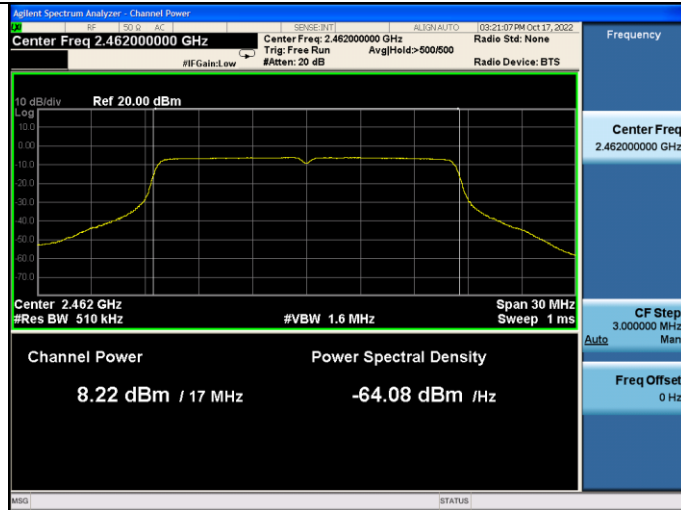 Agilent Spectrum Analyzer - Channel Power
RF 50 Ω AC SENSE:INT ALIGN AUTO 03:21:07 PM Oct 17, 2022
Center Freq 2.462000000 GHz Center Freq: 2.462000000 GHz Radio Std: None
Trig: Free Run Avg|Hold:>500/500
#IFGain:Low #Atten: 20 dB Radio Device: BTS
10 dB/div Ref 20.00 dBm
Log
10.0
0.00
-10.0
-20.0
-30.0
-40.0
-50.0
-60.0
-70.0
Center 2.462 GHz Span 30 MHz
#Res BW 510 kHz #VBW 1.6 MHz Sweep 1 ms
Channel Power Power Spectral Density
8.22 dBm / 17 MHz -64.08 dBm /Hz
MSG STATUS
Frequency
Center Freq
2.462000000 GHz
CF Step
3.000000 MHz
Auto Man
Freq Offset
0 Hz